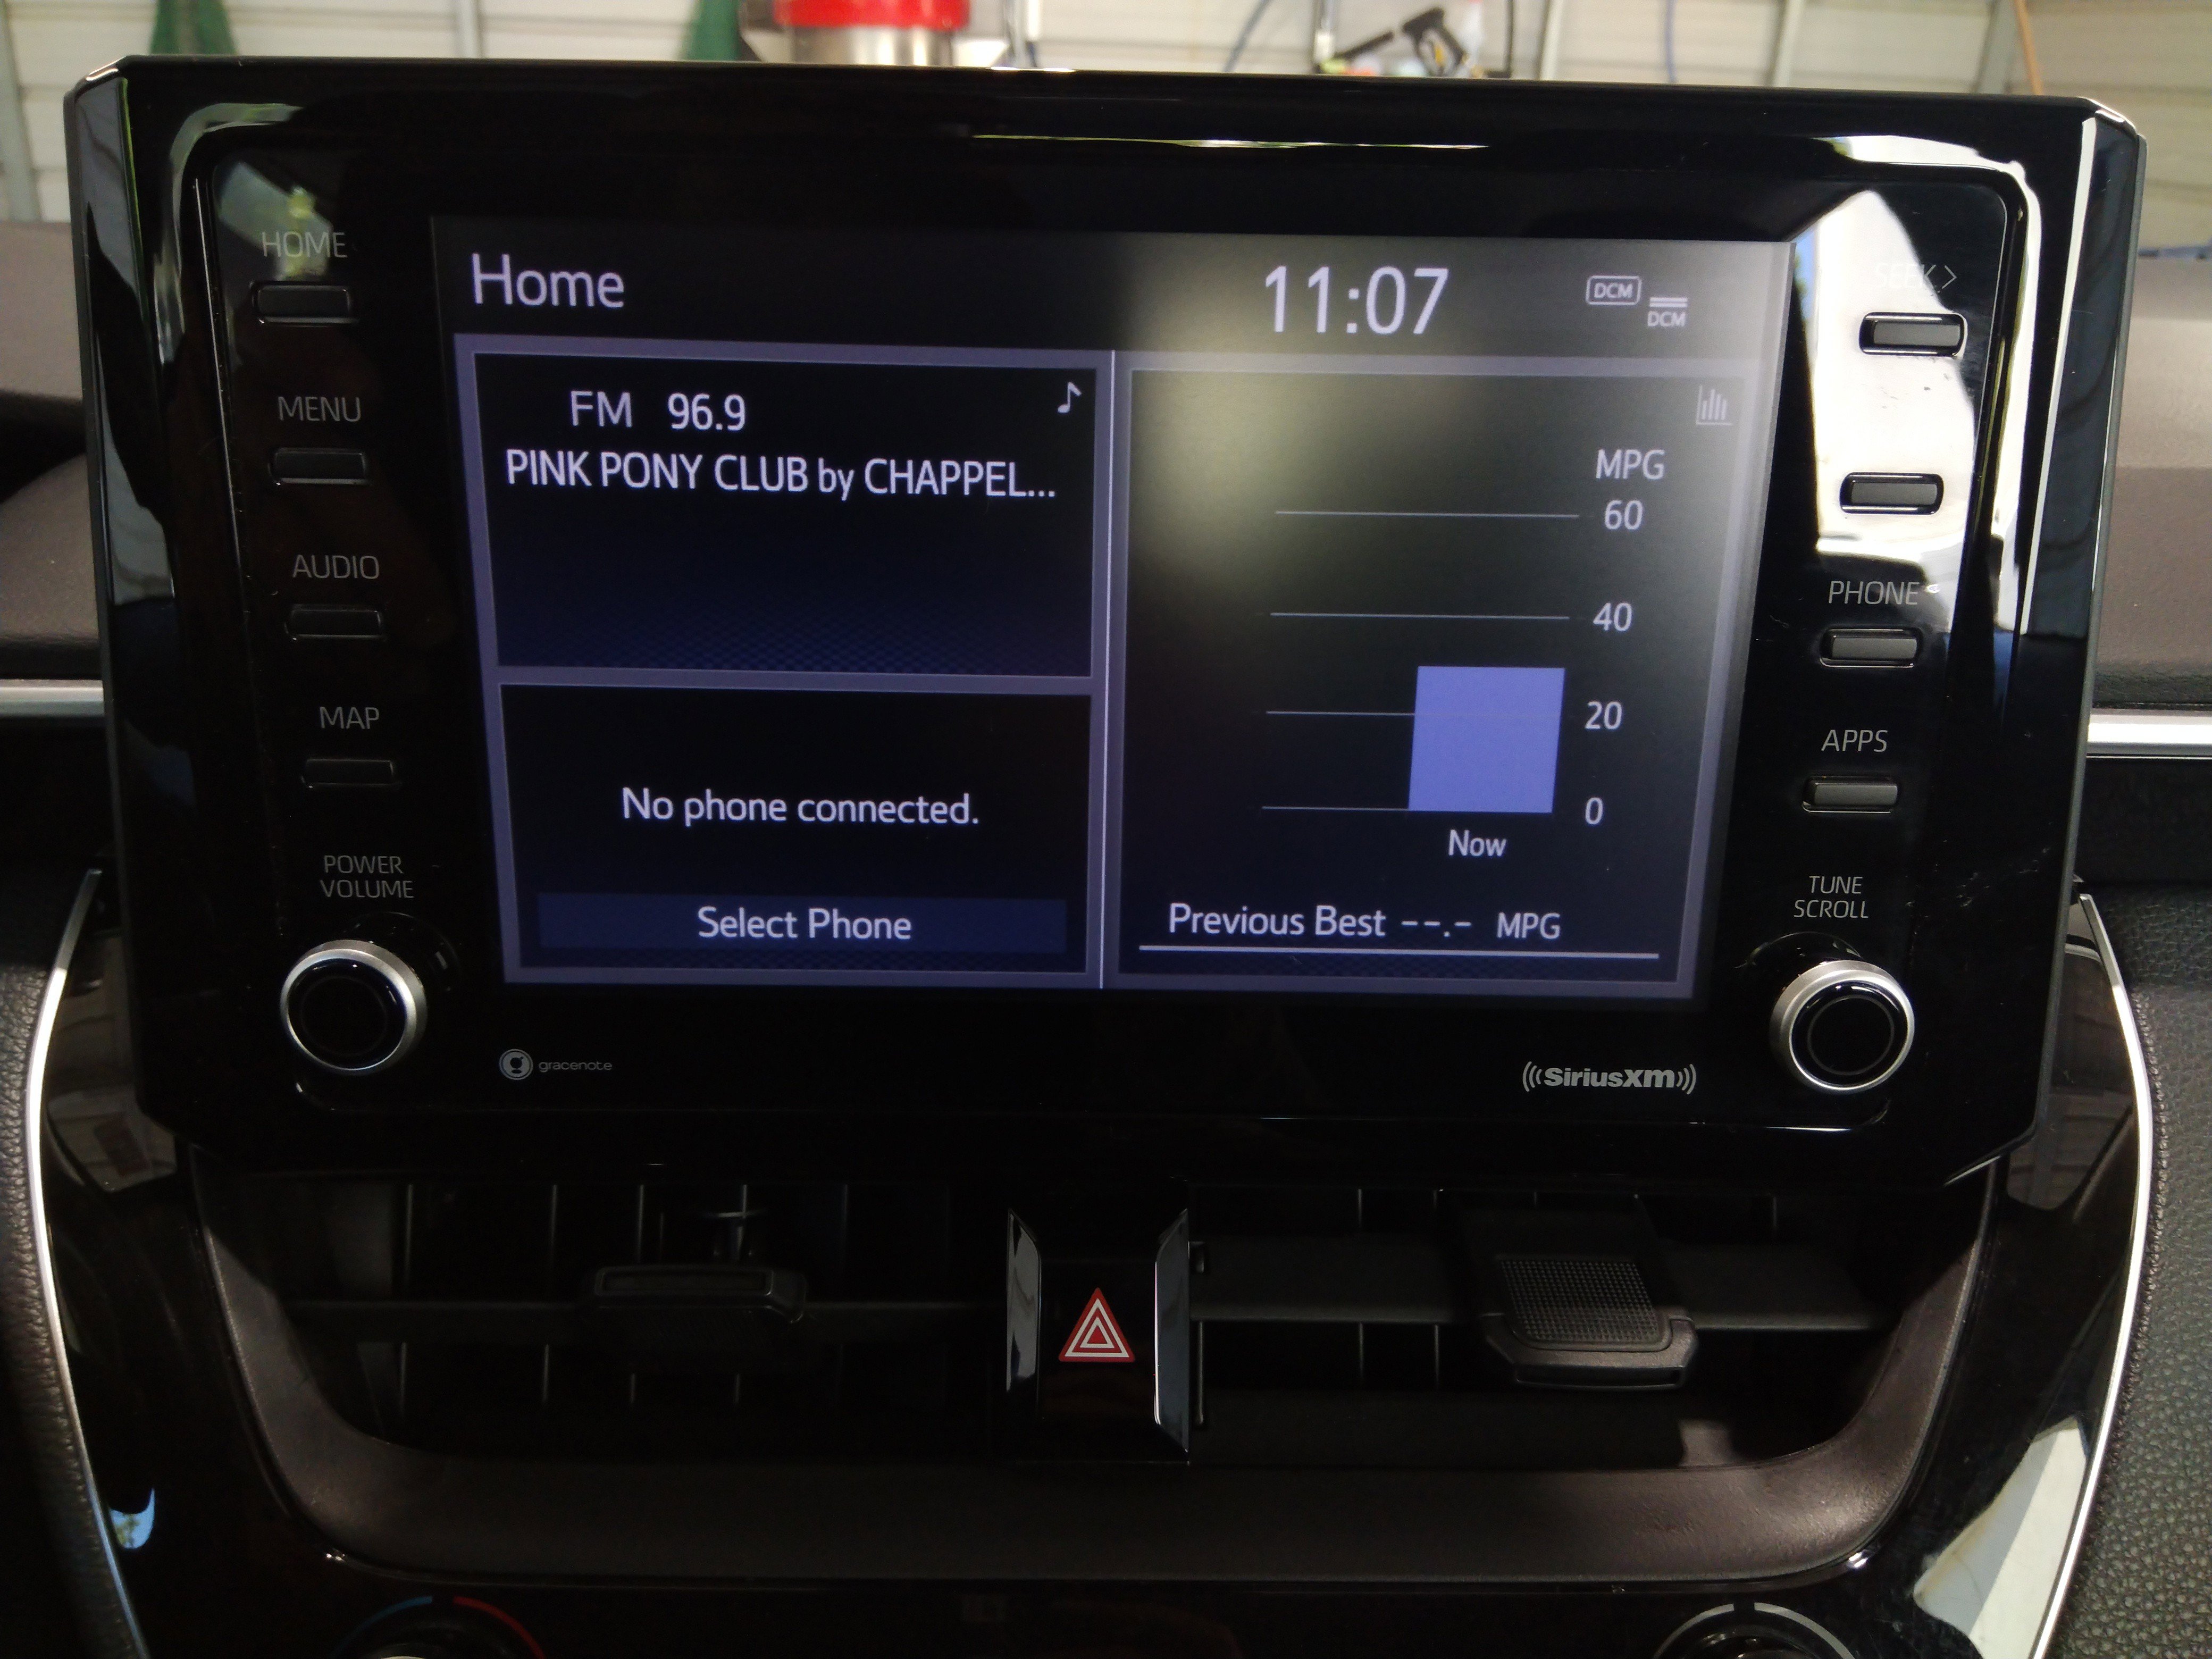 HOME
MENU
AUDIO
MAP
POWER
VOLUME
Home
11:07
DCM
DCM
FM 96.9
PINK PONY CLUB by CHAPPEL...
No phone connected.
Select Phone
MPG
60
40
20
0
Now
Previous Best --.- MPG
SEEK >
PHONE
APPS
TUNE
SCROLL
gracenote
((SiriusXM))